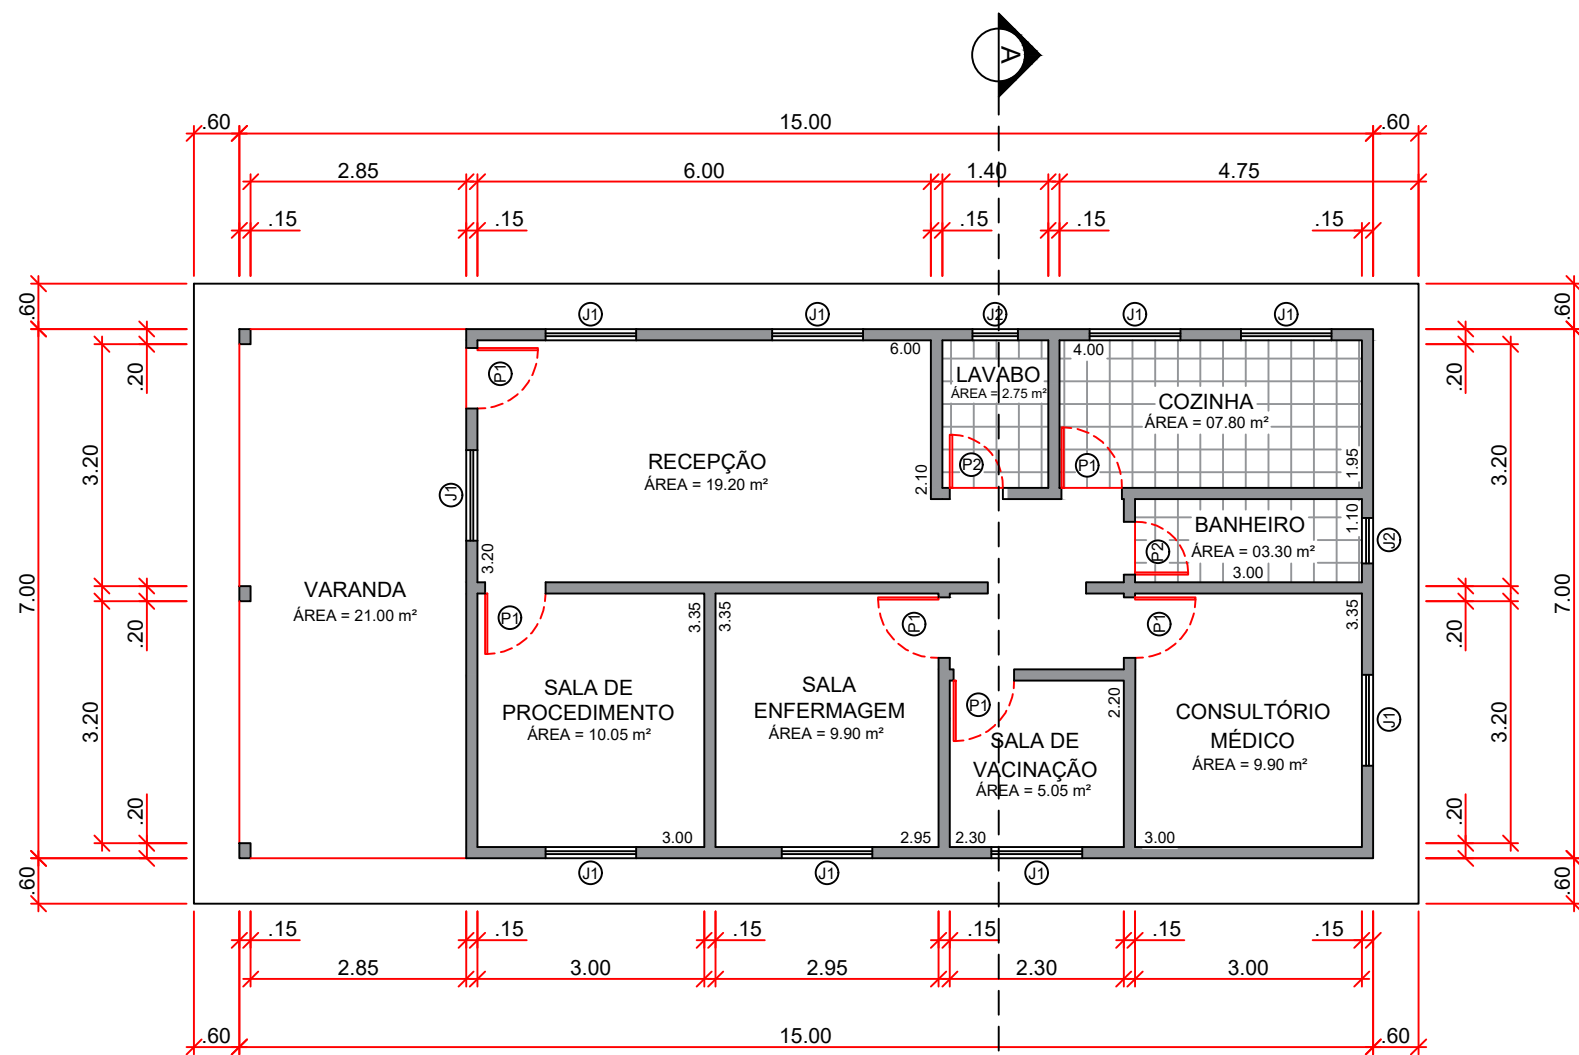 A
.60
15.00
.60
2.85
6.00
1.40
4.75
.15
.15
.15
.15
.15
.60
.60
J1
J1
J2
J1
J1
.20
.20
P1
6.00
LAVABO
ÁREA = 2.75 m²
4.00
COZINHA
ÁREA = 07.80 m²
3.20
RECEPÇÃO
ÁREA = 19.20 m²
2.10
P2
P1
1.95
3.20
J1
3.20
1.10
BANHEIRO
ÁREA = 03.30 m²
3.00
P2
J2
7.00
VARANDA
ÁREA = 21.00 m²
7.00
.20
P1
3.35
3.35
P1
P1
3.35
.20
SALA DE
PROCEDIMENTO
ÁREA = 10.05 m²
SALA
ENFERMAGEM
ÁREA = 9.90 m²
P1
2.20
SALA DE
VACINAÇÃO
ÁREA = 5.05 m²
CONSULTÓRIO
MÉDICO
ÁREA = 9.90 m²
J1
3.20
3.20
.20
.20
3.00
2.95
2.30
3.00
J1
J1
J1
.60
.60
.15
.15
.15
.15
.15
.15
2.85
3.00
2.95
2.30
3.00
.60
15.00
.60